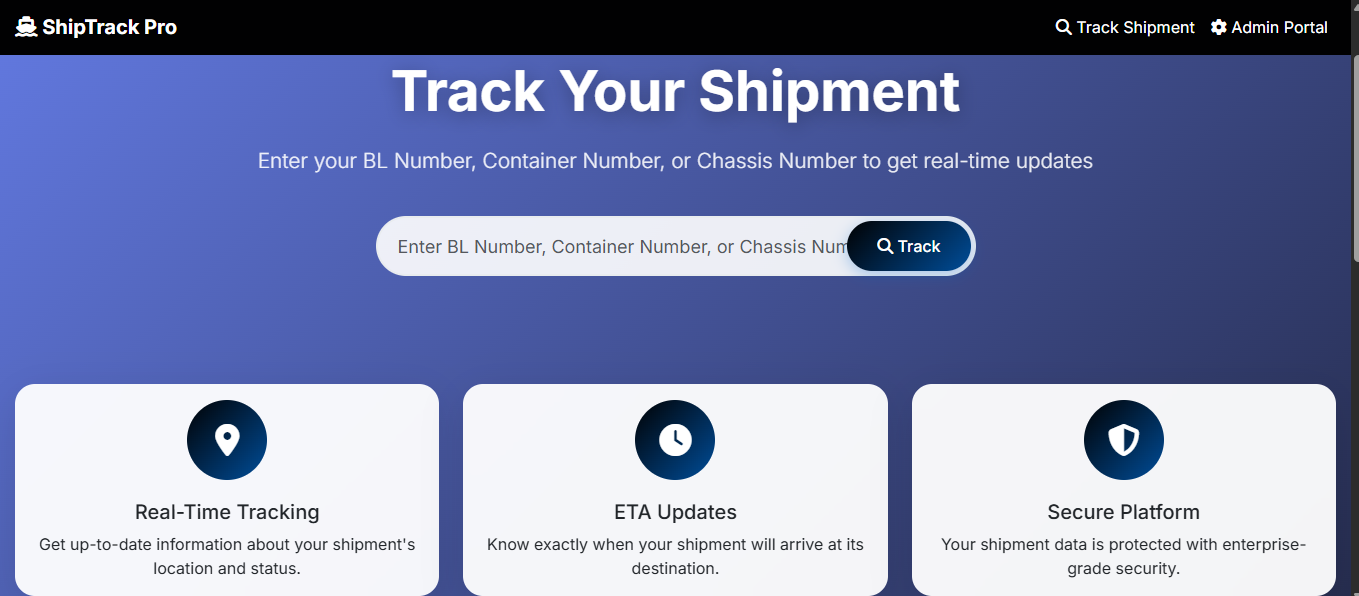 ShipTrack Pro
Track Shipment
Admin Portal
Track Your Shipment
Enter your BL Number, Container Number, or Chassis Number to get real-time updates
Enter BL Number, Container Number, or Chassis Num
Track
Real-Time Tracking
Get up-to-date information about your shipment's
location and status.
ETA Updates
Know exactly when your shipment will arrive at its
destination.
Secure Platform
Your shipment data is protected with enterprise-
grade security.